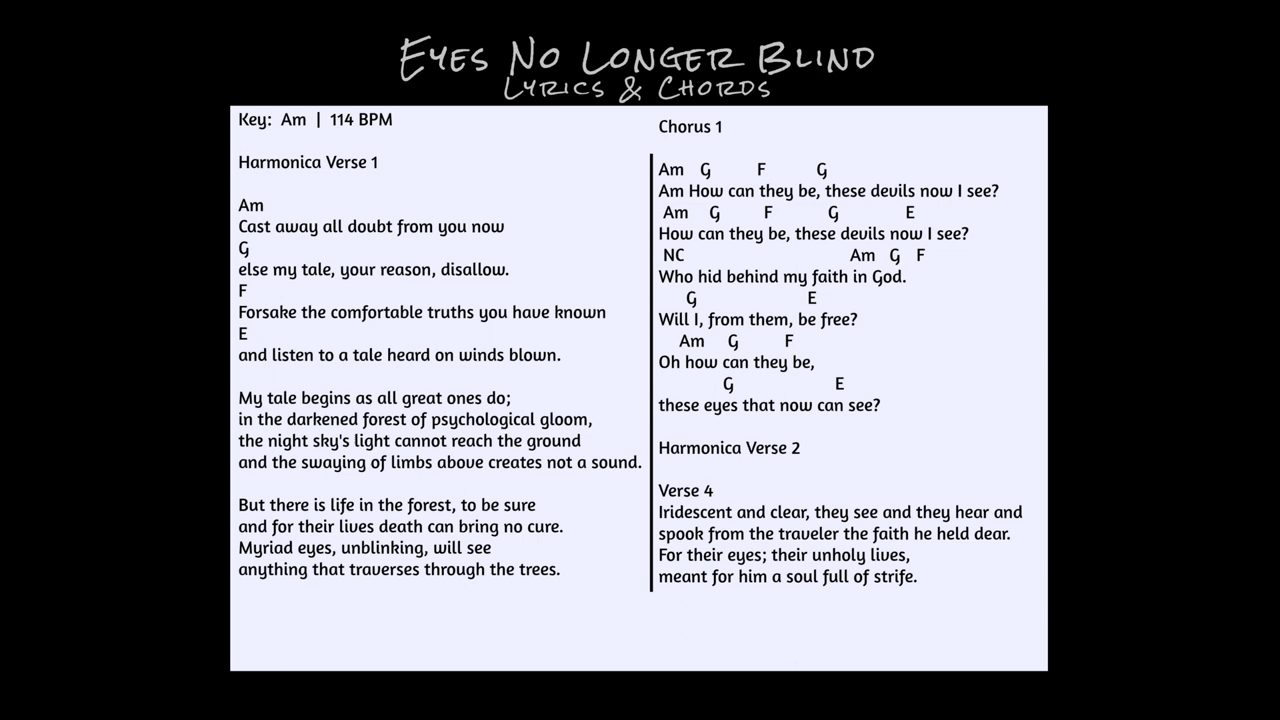 Eyes No Longer Blind
Lyrics & Chords
Key: Am | 114 BPM
Harmonica Verse 1
Am
Cast away all doubt from you now
G
else my tale, your reason, disallow.
F
Forsake the comfortable truths you have known
E
and listen to a tale heard on winds blown.
My tale begins as all great ones do;
in the darkened forest of psychological gloom,
the night sky's light cannot reach the ground
and the swaying of limbs above creates not a sound.
But there is life in the forest, to be sure
and for their lives death can bring no cure.
Myriad eyes, unblinking, will see
anything that traverses through the trees.
Chorus 1
Am G F G
Am How can they be, these devils now I see?
Am G F G E
How can they be, these devils now I see?
NC Am G F
Who hid behind my faith in God.
G E
Will I, from them, be free?
Am G F
Oh how can they be,
G E
these eyes that now can see?
Harmonica Verse 2
Verse 4
Iridescent and clear, they see and they hear and
spook from the traveler the faith he held dear.
For their eyes; their unholy lives,
meant for him a soul full of strife.